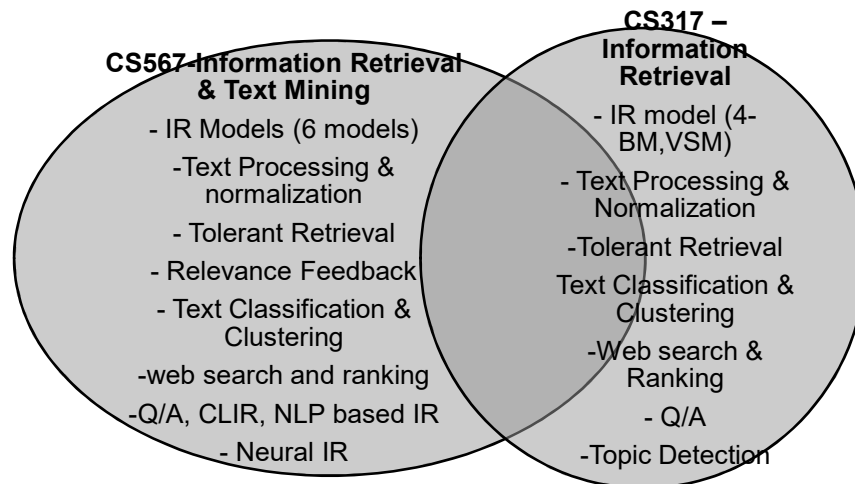 CS567-Information Retrieval
& Text Mining
- IR Models (6 models)
-Text Processing &
normalization
- Tolerant Retrieval
- Relevance Feedback
- Text Classification &
Clustering
-web search and ranking
-Q/A, CLIR, NLP based IR
- Neural IR
CS317 –
Information
Retrieval
- IR model (4-
BM,VSM)
- Text Processing &
Normalization
-Tolerant Retrieval
Text Classification &
Clustering
-Web search &
Ranking
- Q/A
-Topic Detection